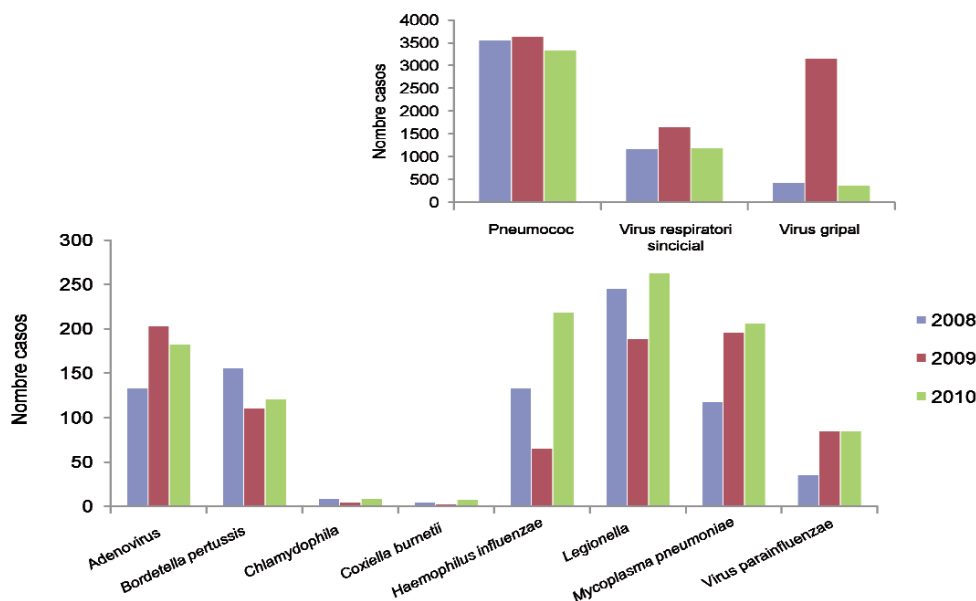 4000
3500
3000
2500
2000
1500
1000
500
0
Nombre casos
Pneumococ
Virus respiratori
sincicial
Virus gripal
300
250
200
150
100
50
0
Nombre casos
Adenovirus
Bordetella pertussis
Chlamydophila
Coxiella burnetii
Haemophilus influenzae
Legionella
Mycoplasma pneumoniae
Virus parainfluenzae
2008
2009
2010